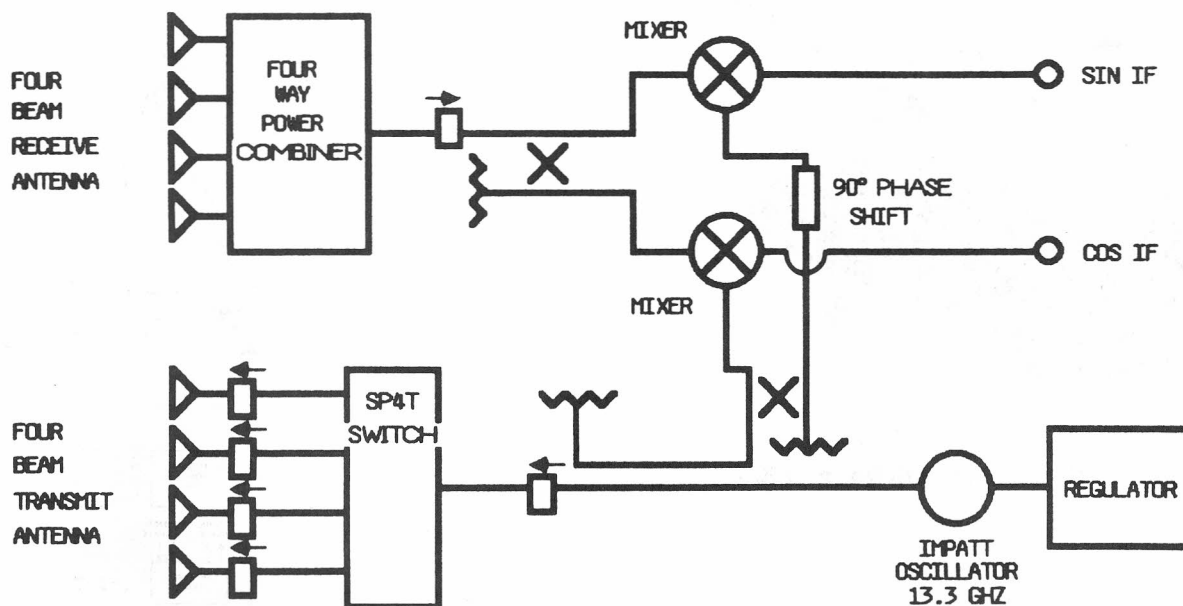 FOUR
BEAM
RECEIVE
ANTENNA
FOUR
WAY
POWER
COMBINER
MIXER
SIN IF
90° PHASE
SHIFT
MIXER
COS IF
FOUR
BEAM
TRANSMIT
ANTENNA
SP4T
SWITCH
IMPATT
OSCILLATOR
13.3 GHZ
REGULATOR